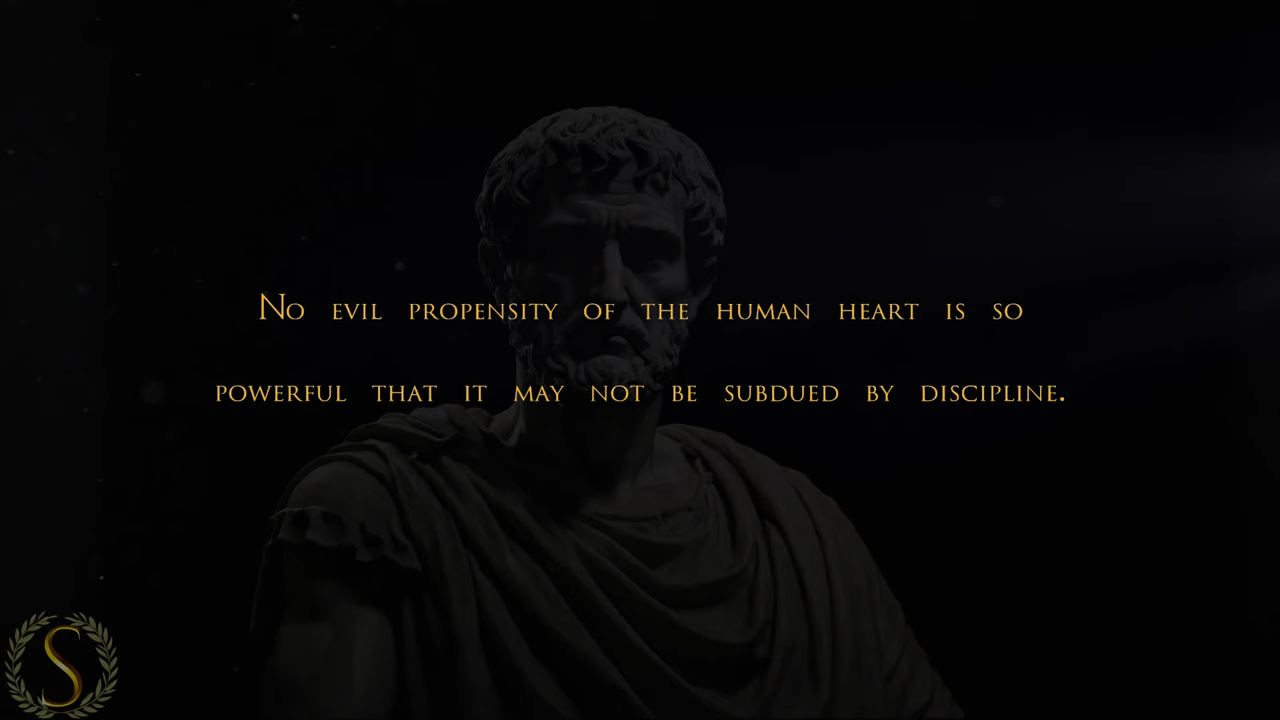 No evil propensity of the human heart is so
powerful that it may not be subdued by discipline.
S